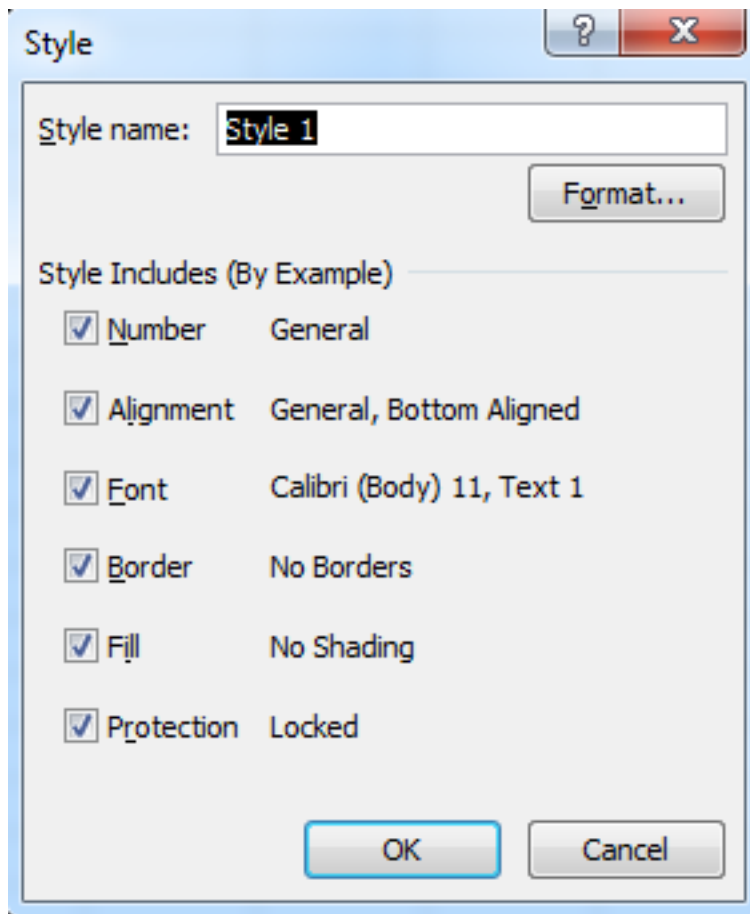 Style
Style name: Style 1
Format...
Style Includes (By Example)
Number General
Alignment General, Bottom Aligned
Font Calibri (Body) 11, Text 1
Border No Borders
Fill No Shading
Protection Locked
OK Cancel